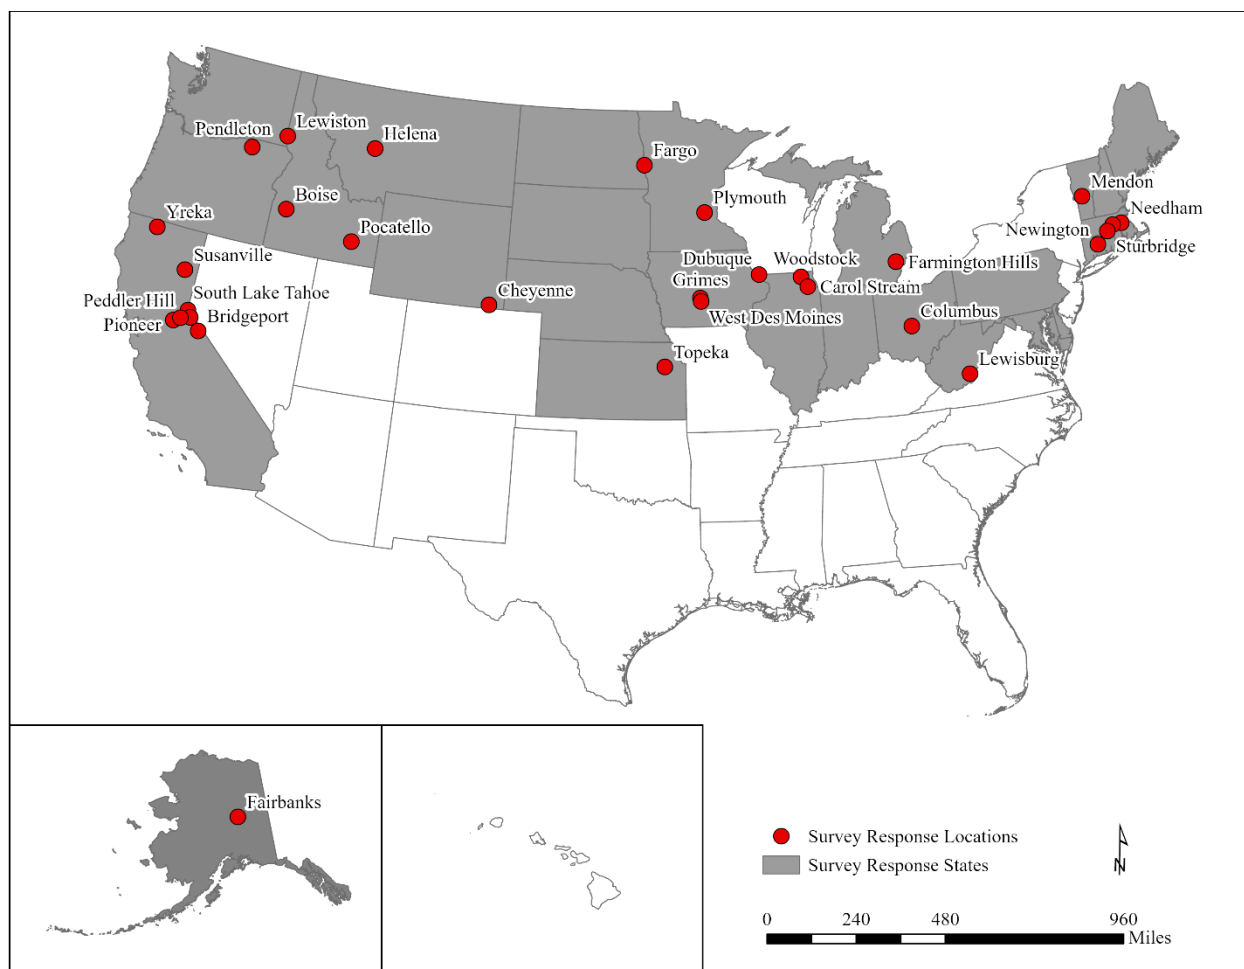 Pendleton
Lewiston
Helena
Fargo
Boise
Plymouth
Mendon
Needham
Yreka
Pocatello
Newington
Sturbridge
Susanville
Dubuque
Woodstock
Farmington Hills
Grimes
Carol Stream
Peddler Hill
South Lake Tahoe
Cheyenne
Pioneer
Bridgeport
West Des Moines
Columbus
Topeka
Lewisburg
Fairbanks
Survey Response Locations
Survey Response States
N
0 240 480 960
Miles